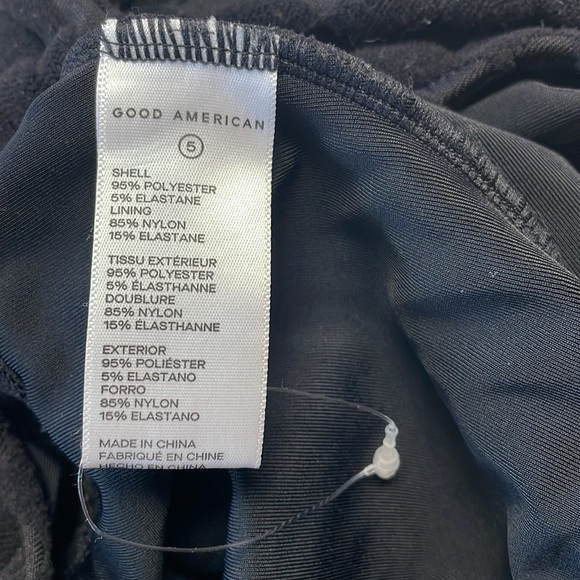 GOOD AMERICAN
5
SHELL
95% POLYESTER
5% ELASTANE
LINING
85% NYLON
15% ELASTANE
TISSU EXTÉRIEUR
95% POLYESTER
5% ÉLASTHANNE
DOUBLURE
85% NYLON
15% ÉLASTHANNE
EXTERIOR
95% POLIÉSTER
5% ELASTANO
FORRO
85% NYLON
15% ELASTANO
MADE IN CHINA
FABRIQUÉ EN CHINE
HECHO EN CHINA